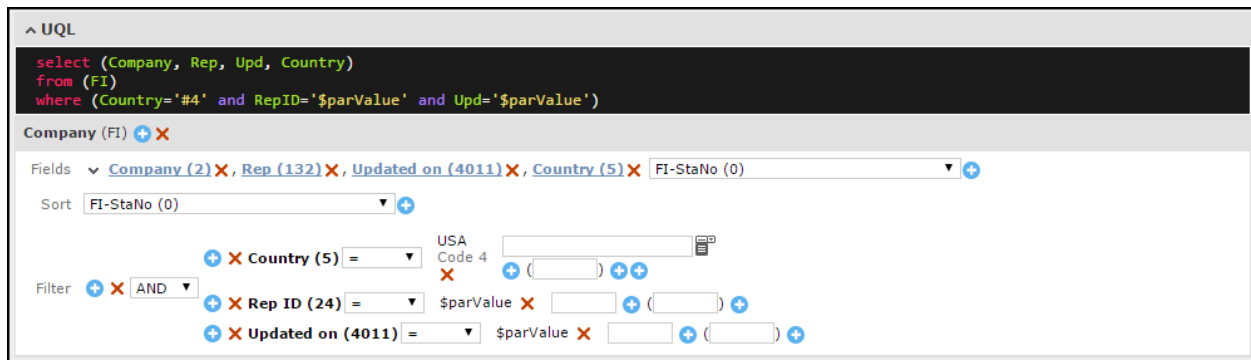 UQL
select (Company, Rep, Upd, Country)
from (FI)
where (Country='#4' and RepID='$parValue' and Upd='$parValue')
Company (FI)
Fields Company (2) , Rep (132) , Updated on (4011) , Country (5) FI-StaNo (0)
Sort FI-StaNo (0)
USA
Country (5) = Code 4
( )
Filter AND
Rep ID (24) = $parValue ( )
Updated on (4011) = $parValue ( )